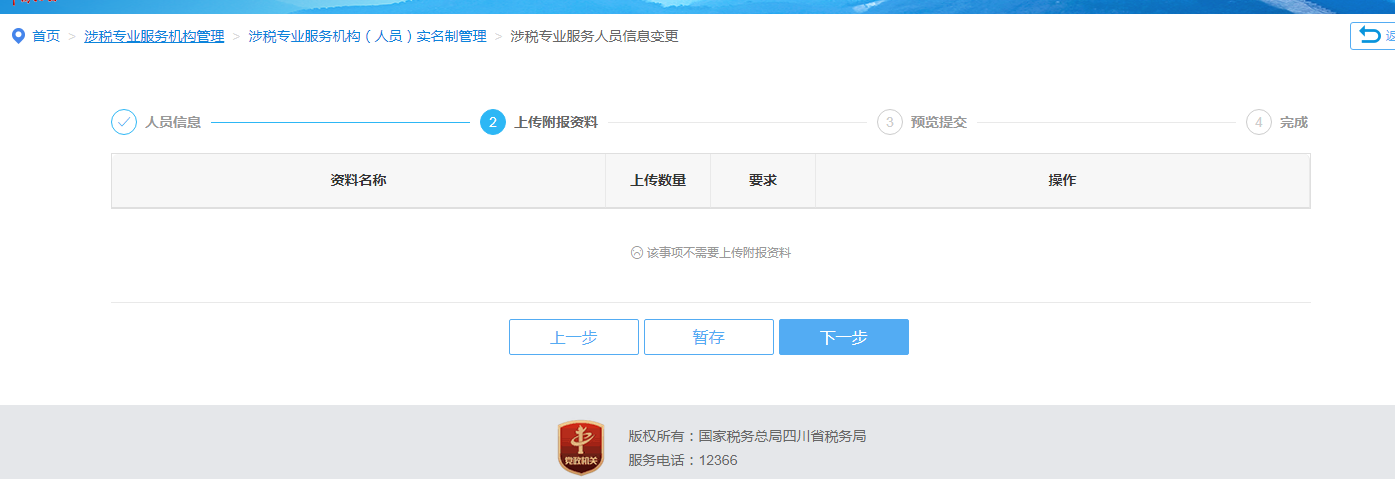 首页 > 涉税专业服务机构管理 > 涉税专业服务机构（人员）实名制管理 > 涉税专业服务人员信息变更
人员信息 2 上传附报资料 3 预览提交 4 完成
资料名称 上传数量 要求 操作
该事项不需要上传附报资料
上一步 暂存 下一步
党政机关
版权所有：国家税务总局四川省税务局
服务电话：12366